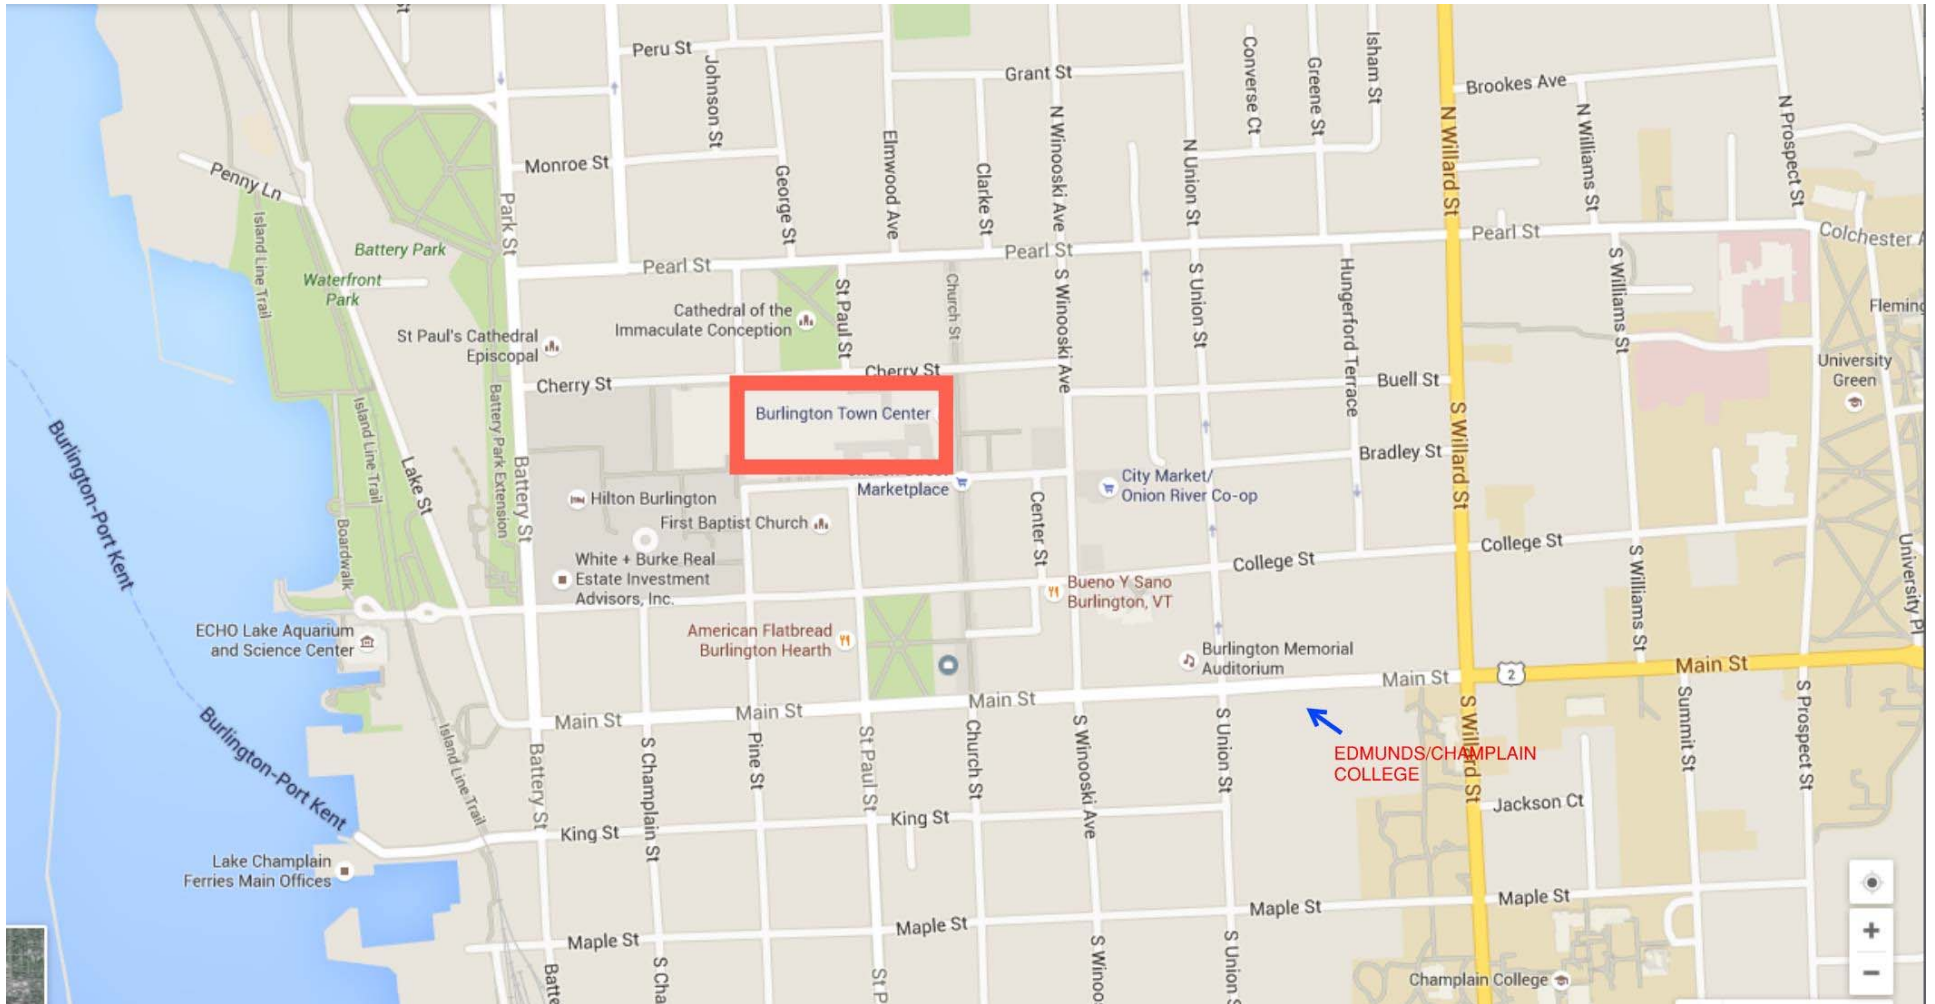 St
Peru St
Johnson St
Grant St
Converse Ct
Greene St
Isham St
Brookes Ave
N Willard St
N Williams St
N Prospect St
Penny Ln
Monroe St
Park St
George St
Elmwood Ave
Clarke St
N Winooski Ave
N Union St
Island Line Trail
Battery Park
Waterfront
Park
Pearl St
Pearl St
Pearl St
Colchester A
Cathedral of the
Immaculate Conception
St Paul St
Church St
S Winooski Ave
S Union St
Hungerford Terrace
S Williams St
Fleming
St Paul's Cathedral
Episcopal
University
Green
Cherry St
Cherry St
Buell St
Burlington Town Center
Battery Park Extension
Battery St
Island Line Trail
Lake St
Burlington-Port Kent
S Willard St
Bradley St
Marketplace
City Market/
Onion River Co-op
Hilton Burlington
First Baptist Church
Center St
Boardwalk
White + Burke Real
Estate Investment
Advisors, Inc.
College St
College St
S Williams St
University Pl
Bueno Y Sano
Burlington, VT
ECHO Lake Aquarium
and Science Center
American Flatbread
Burlington Hearth
Burlington Memorial
Auditorium
Main St
Main St
Main St
Main St
2
Main St
Burlington-Port Kent
Island Line Trail
Battery St
S Champlain St
Pine St
St Paul St
Church St
S Winooski Ave
S Union St
EDMUNDS/CHAMPLAIN
COLLEGE
S Willard St
Summit St
S Prospect St
Jackson Ct
King St
King St
Lake Champlain
Ferries Main Offices
Maple St
Maple St
Maple St
Maple St
Batte
S Cha
St P
S Winoo
S Union S
Champlain College
+
−